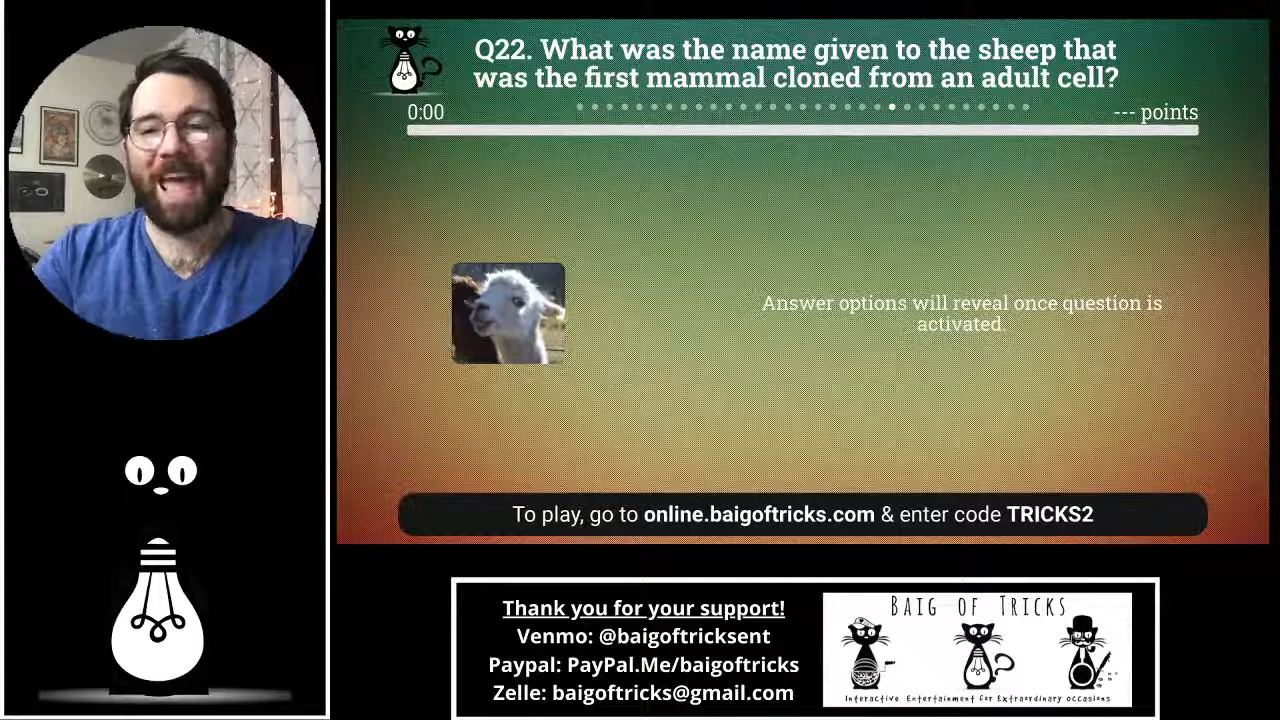 Q22. What was the name given to the sheep that
was the first mammal cloned from an adult cell?
0:00
--- points
Answer options will reveal once question is
activated.
To play, go to online.baigoftricks.com & enter code TRICKS2
Thank you for your support!
Venmo: @baigoftricksent
Paypal: PayPal.Me/baigoftricks
Zelle: baigoftricks@gmail.com
BAIG OF TRICKS
Interactive Entertainment for Extraordinary Occasions